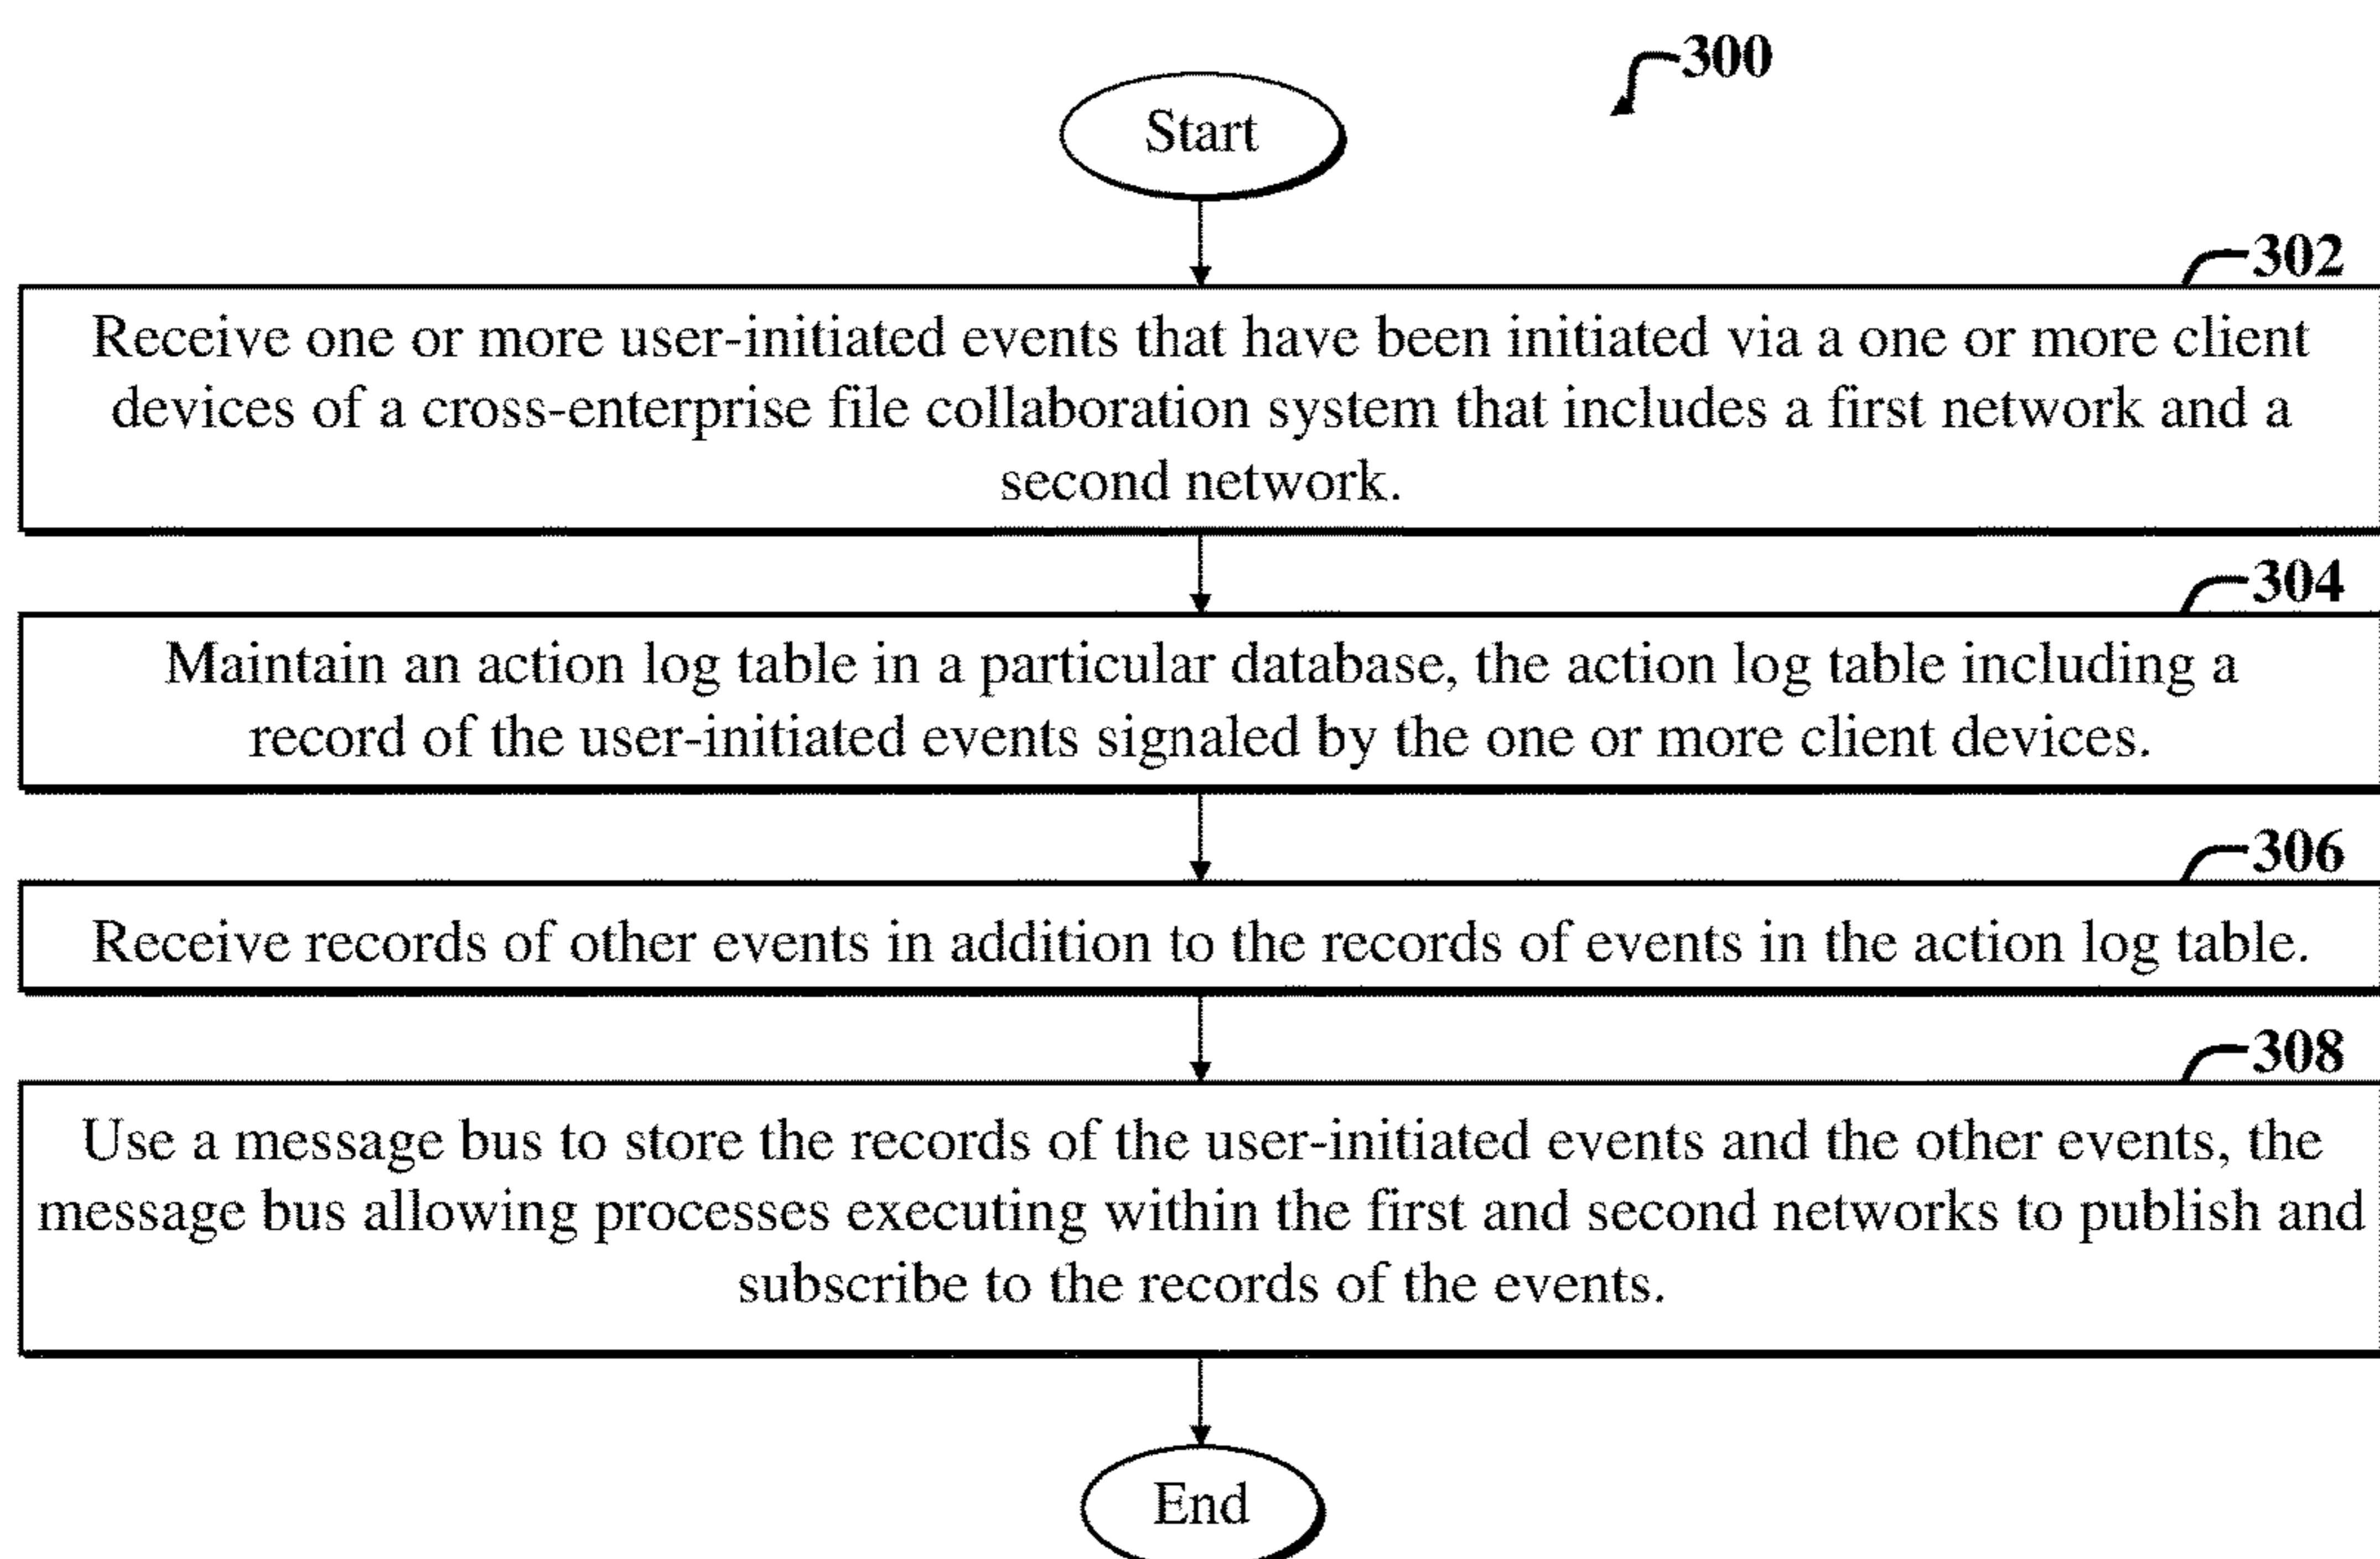 300
Start
302
Receive one or more user-initiated events that have been initiated via a one or more client
devices of a cross-enterprise file collaboration system that includes a first network and a
second network.
304
Maintain an action log table in a particular database, the action log table including a
record of the user-initiated events signaled by the one or more client devices.
306
Receive records of other events in addition to the records of events in the action log table.
308
Use a message bus to store the records of the user-initiated events and the other events, the
message bus allowing processes executing within the first and second networks to publish and
subscribe to the records of the events.
End